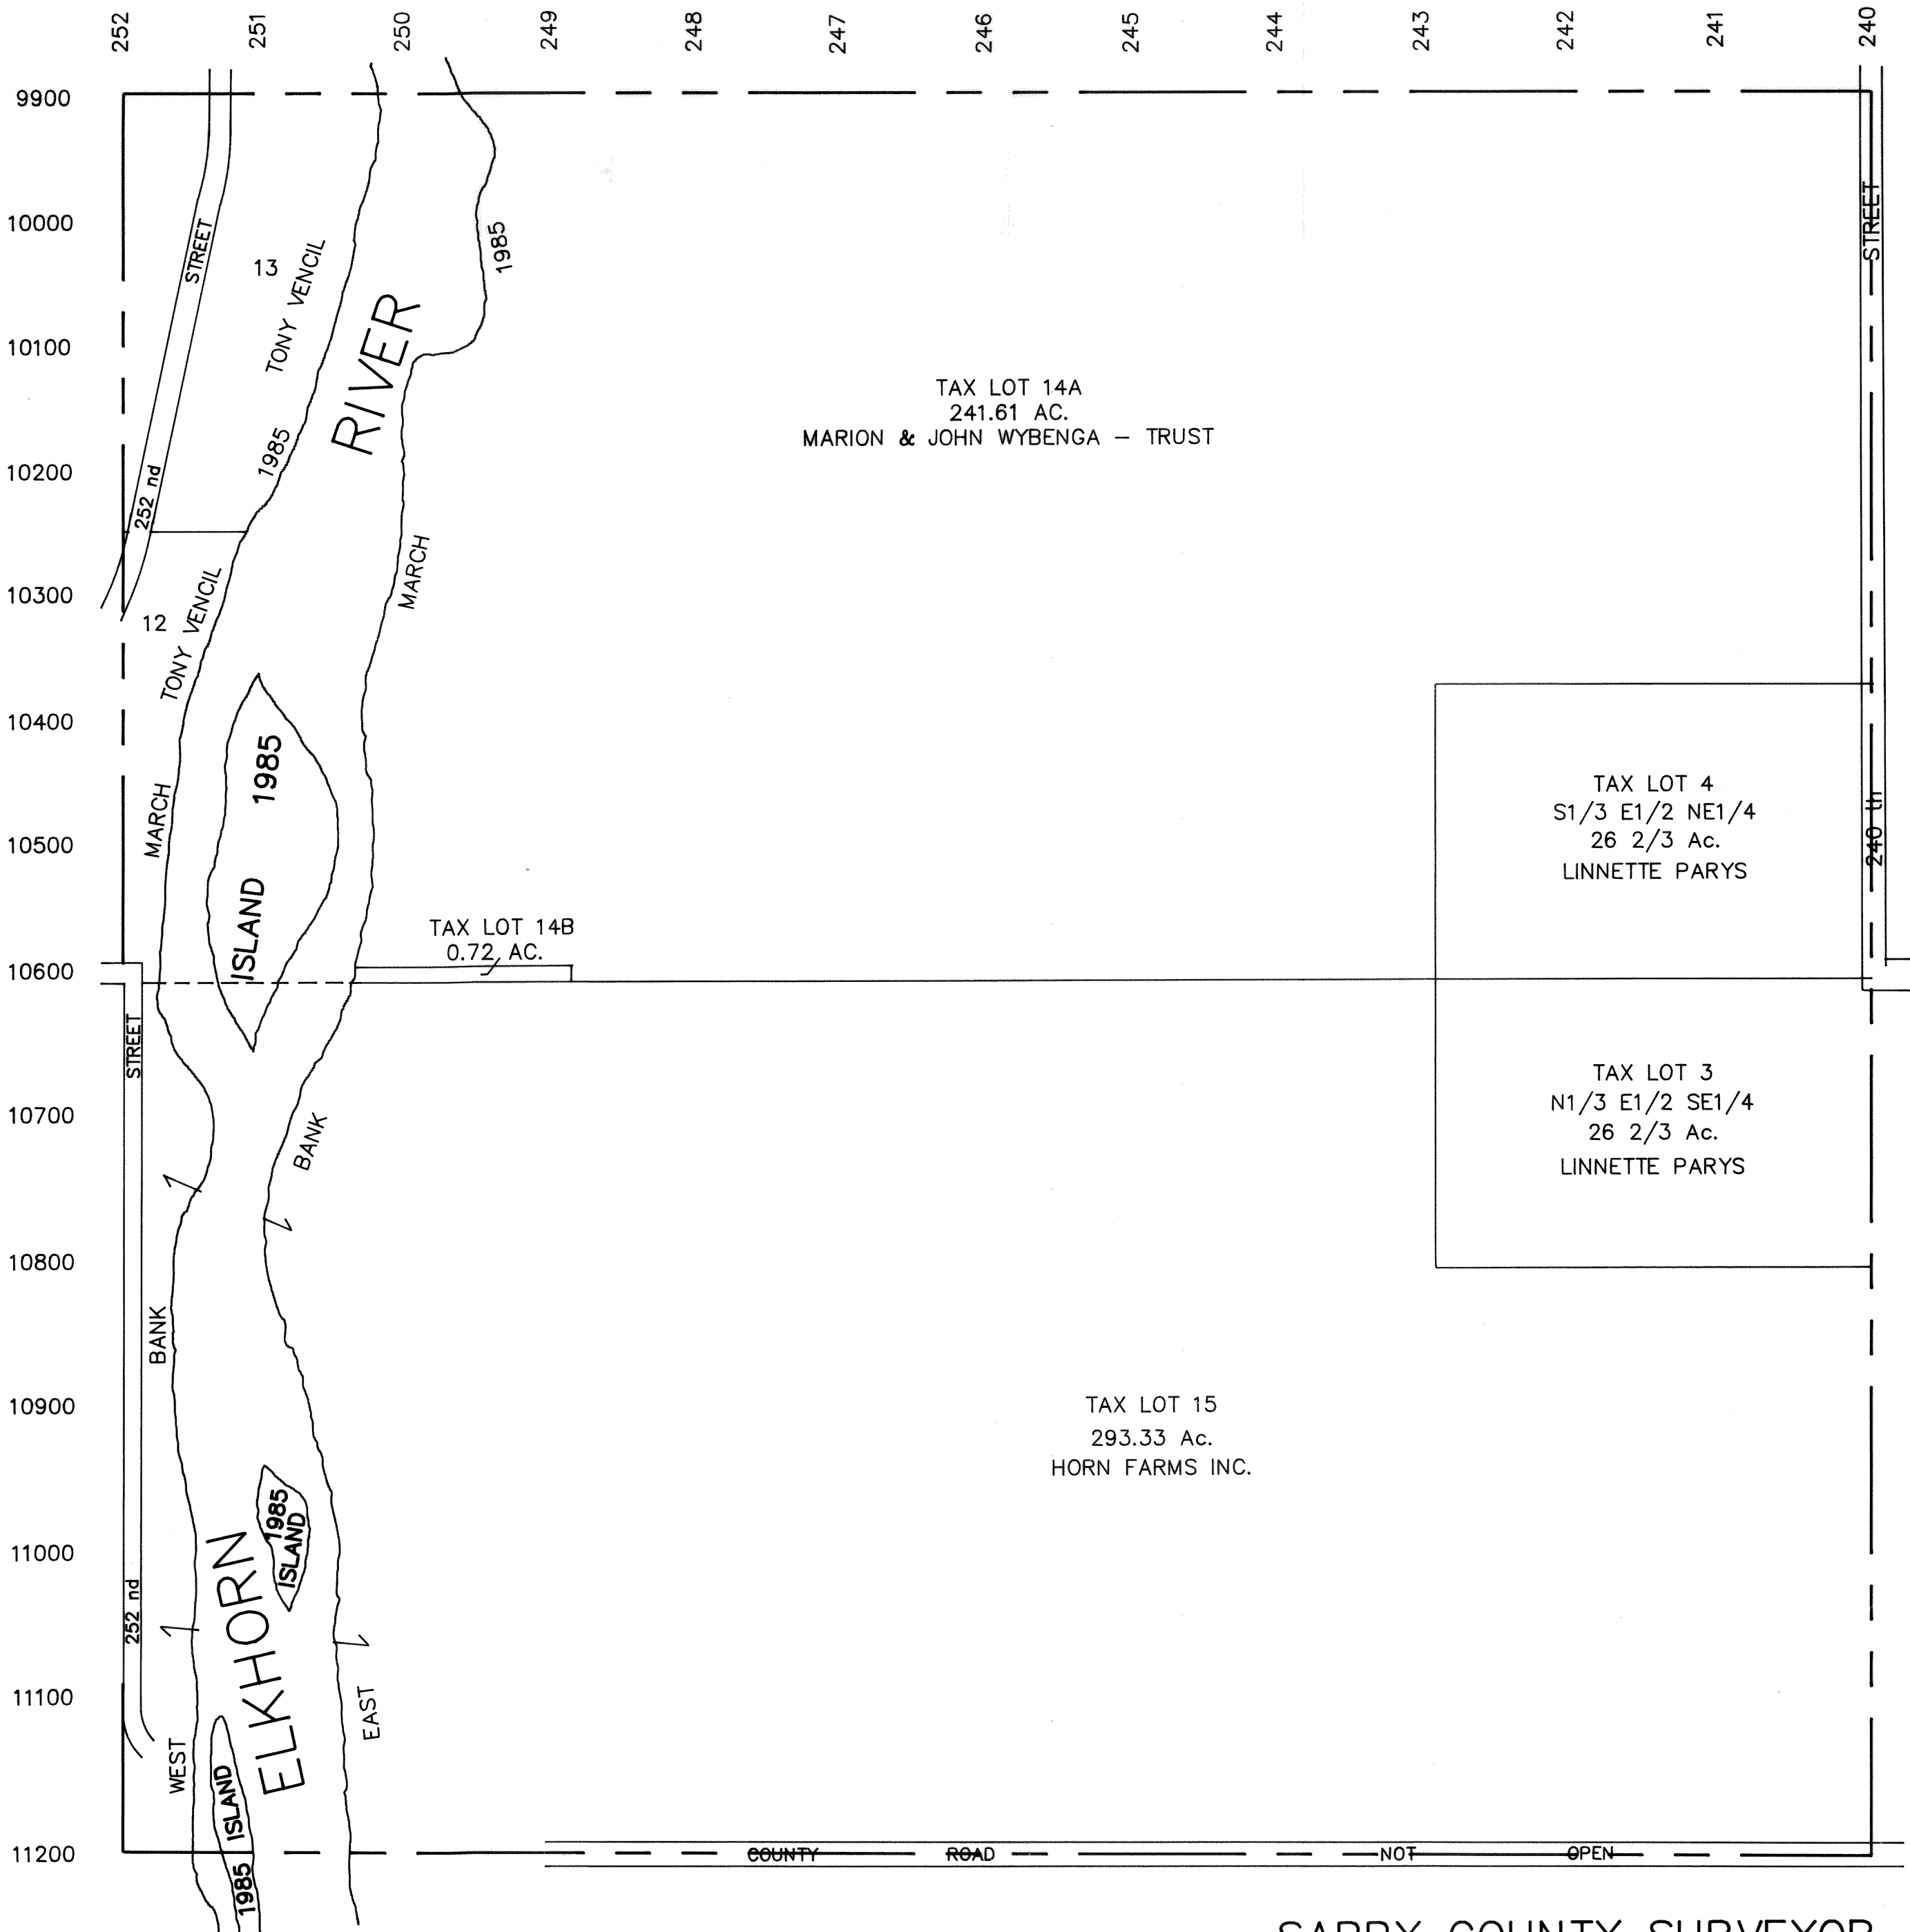 252
251
250
249
248
247
246
245
244
243
242
241
240
9900
10000
10100
10200
10300
10400
10500
10600
10700
10800
10900
11000
11100
11200
252 nd STREET
13
TONY VENCIL
12
TONY VENCIL
RIVER
1985
1985
MARCH
MARCH
ISLAND 1985
TAX LOT 14A
241.61 AC.
MARION & JOHN WYBENGA – TRUST
240 th STREET
TAX LOT 4
S1/3 E1/2 NE1/4
26 2/3 Ac.
LINNETTE PARYS
TAX LOT 14B
0.72 AC.
252 nd STREET
BANK
BANK
TAX LOT 3
N1/3 E1/2 SE1/4
26 2/3 Ac.
LINNETTE PARYS
TAX LOT 15
293.33 Ac.
HORN FARMS INC.
1985
ISLAND
ELKHORN
WEST
EAST
1985 ISLAND
COUNTY ROAD NOT OPEN
SARPY COUNTY SURVEYOR